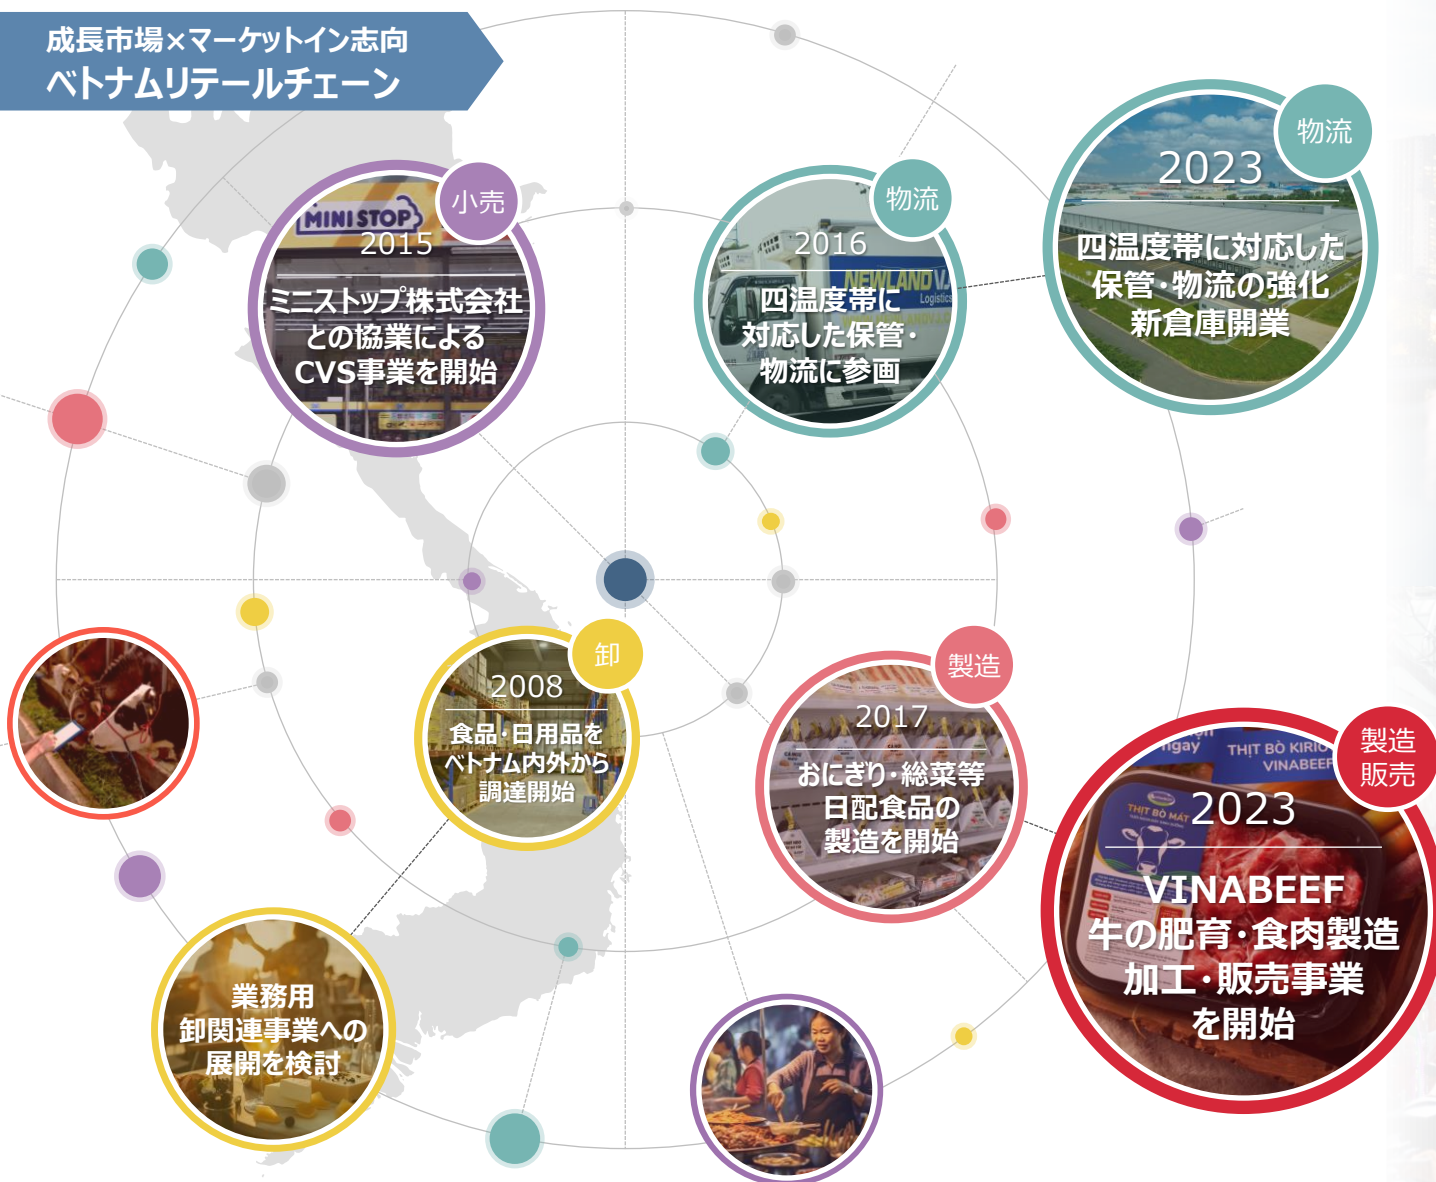 成長市場×マーケットイン志向
ベトナムリテールチェーン
小売
MINISTOP
2015
ミニストップ株式会社
との協業による
CVS事業を開始
物流
2016
NEWLAND VJ
Logistics
四温度帯に
対応した保管・
物流に参画
物流
2023
四温度帯に対応した
保管・物流の強化
新倉庫開業
卸
2008
食品・日用品を
ベトナム内外から
調達開始
製造
2017
おにぎり・総菜等
日配食品の
製造を開始
製造
販売
ngay
THỊT BÒ
VINABEEF
THỊT BÒ MÁT
2023
VINABEEF
牛の肥育・食肉製造
加工・販売事業
を開始
業務用
卸関連事業への
展開を検討